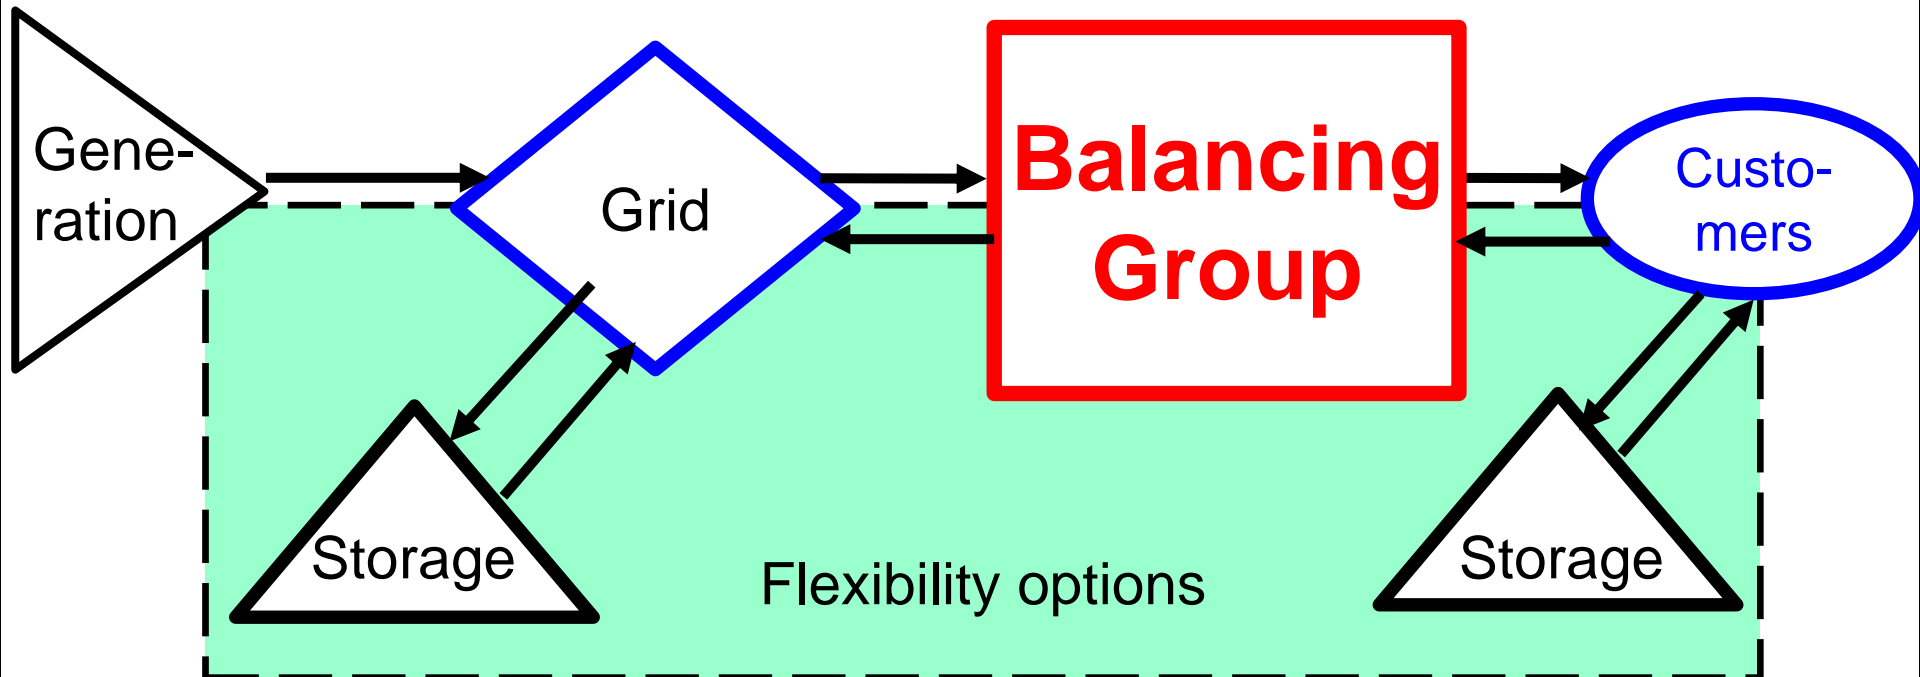 Gene-
ration
Grid
Balancing
Group
Custo-
mers
Storage
Flexibility options
Storage